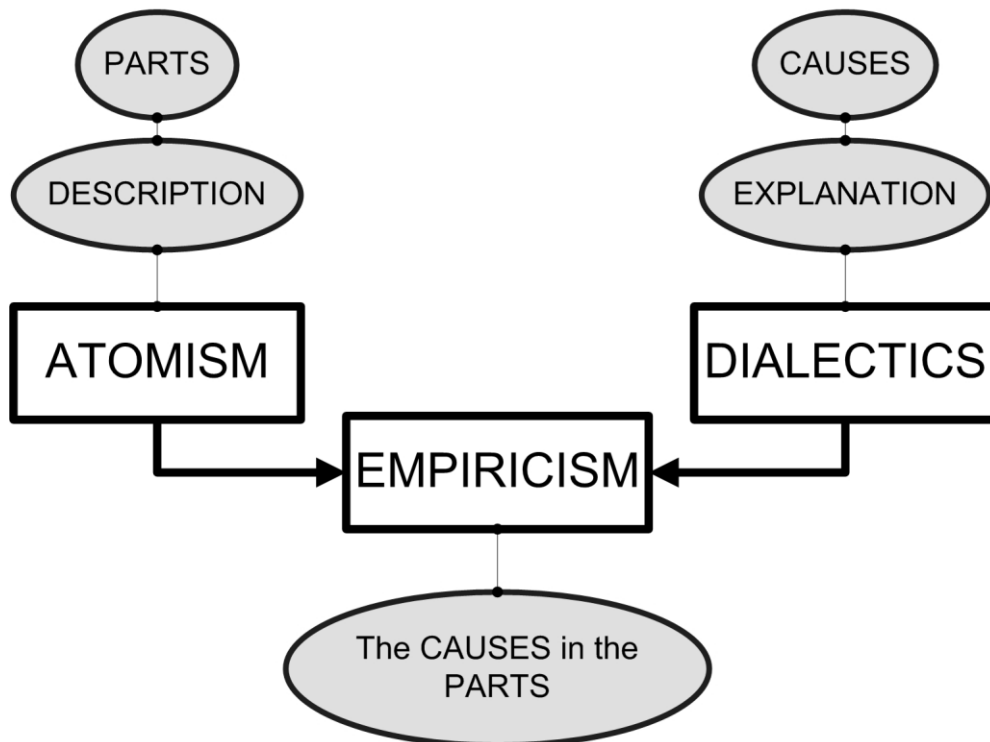 PARTS
CAUSES
DESCRIPTION
EXPLANATION
ATOMISM
DIALECTICS
EMPIRICISM
The CAUSES in the
PARTS